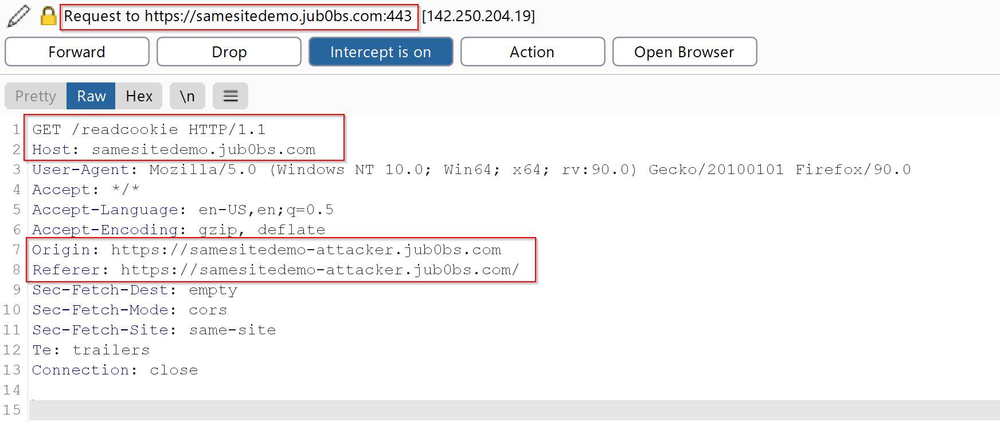 Request to https://samesitedemo.jub0bs.com:443 [142.250.204.19]
Forward Drop Intercept is on Action Open Browser
Pretty Raw Hex \n
1 GET /readcookie HTTP/1.1
2 Host: samesitedemo.jub0bs.com
3 User-Agent: Mozilla/5.0 (Windows NT 10.0; Win64; x64; rv:90.0) Gecko/20100101 Firefox/90.0
4 Accept: */*
5 Accept-Language: en-US,en;q=0.5
6 Accept-Encoding: gzip, deflate
7 Origin: https://samesitedemo-attacker.jub0bs.com
8 Referer: https://samesitedemo-attacker.jub0bs.com/
9 Sec-Fetch-Dest: empty
10 Sec-Fetch-Mode: cors
11 Sec-Fetch-Site: same-site
12 Te: trailers
13 Connection: close
14
15